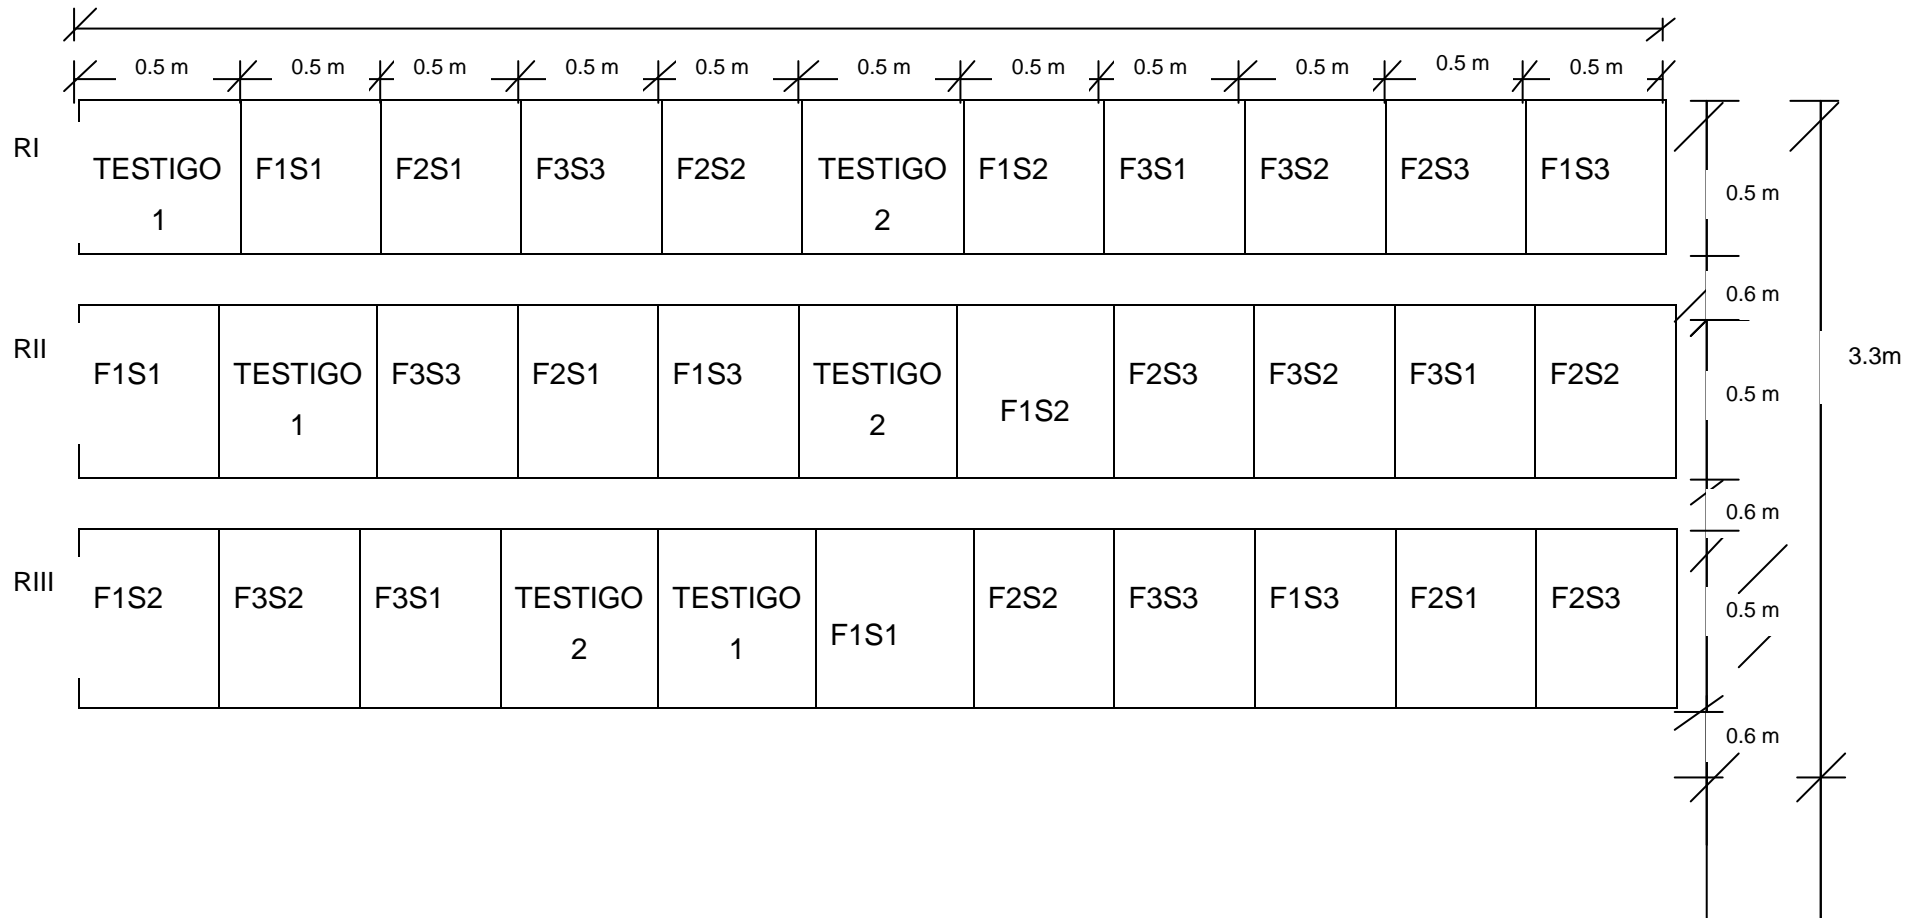 0.5 m 0.5 m 0.5 m 0.5 m 0.5 m 0.5 m 0.5 m 0.5 m 0.5 m 0.5 m 0.5 m
RI
TESTIGO 1 F1S1 F2S1 F3S3 F2S2 TESTIGO 2 F1S2 F3S1 F3S2 F2S3 F1S3
0.5 m
0.6 m
RII
F1S1 TESTIGO 1 F3S3 F2S1 F1S3 TESTIGO 2 F1S2 F2S3 F3S2 F3S1 F2S2
3.3m
0.5 m
0.6 m
RIII
F1S2 F3S2 F3S1 TESTIGO 2 TESTIGO 1 F1S1 F2S2 F3S3 F1S3 F2S1 F2S3
0.5 m
0.6 m